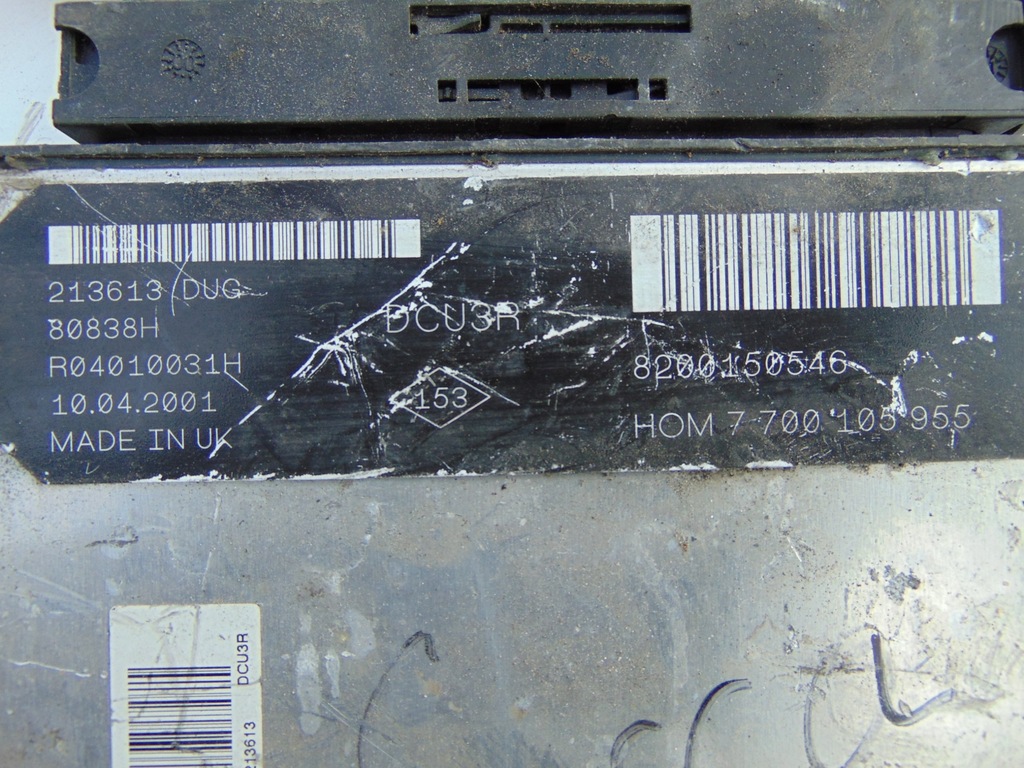 213613 DUG
80838H
R04010031H
10.04.2001
MADE IN UK
DCU3R
153
8200150546
HOM 7 700 105 955
DCU3R
213613